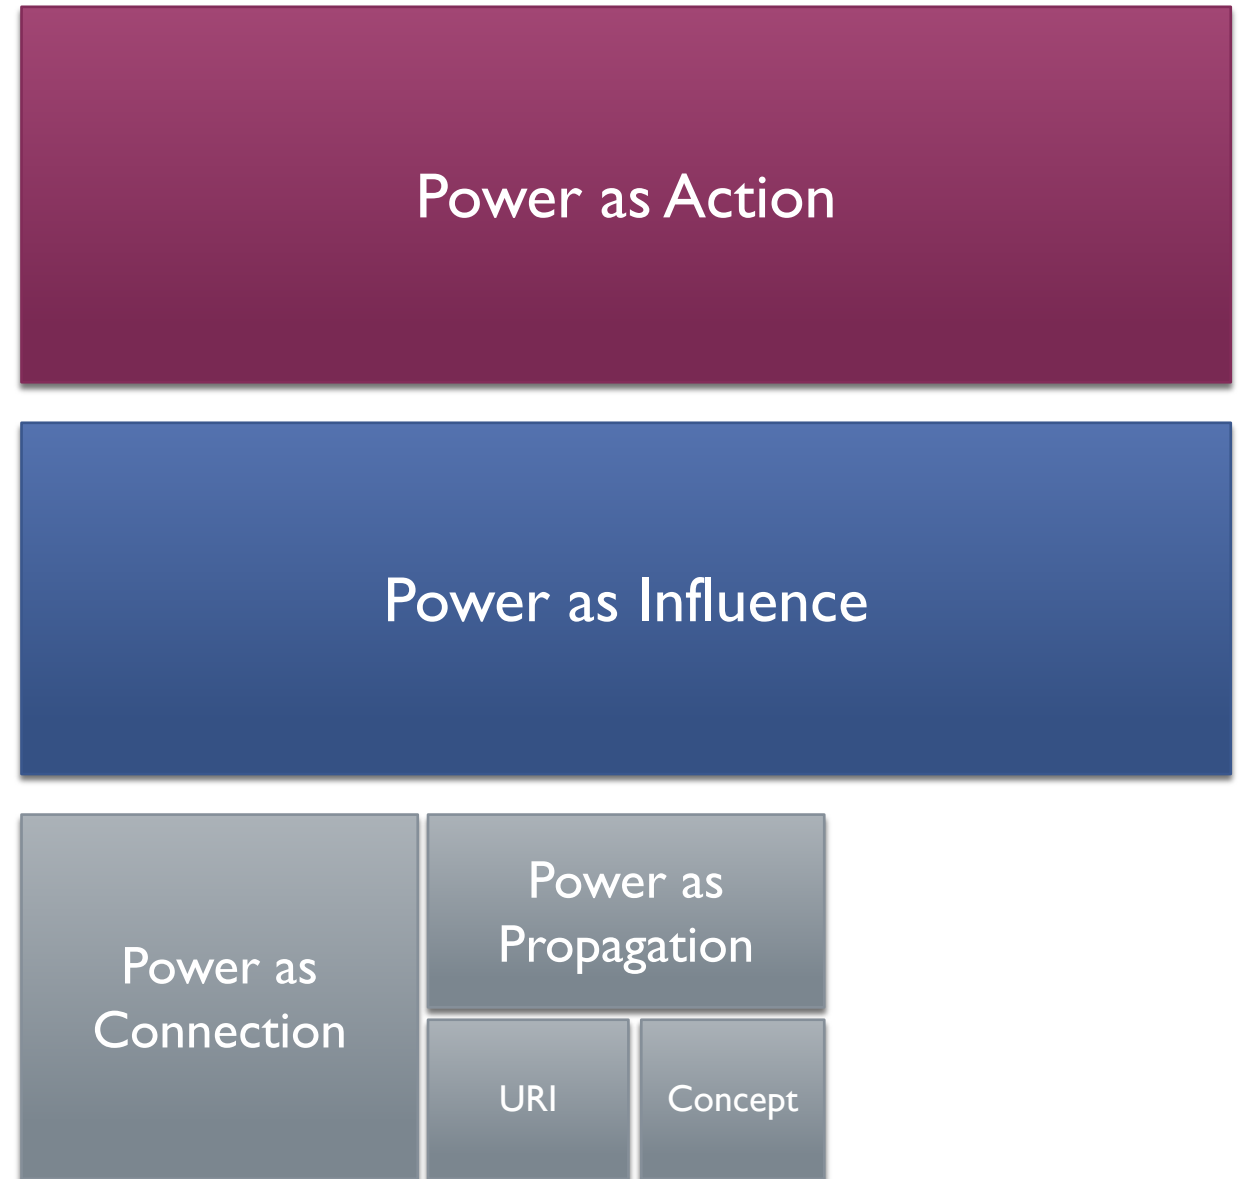 Power as Action
Power as Influence
Power as
Connection
Power as
Propagation
URI
Concept